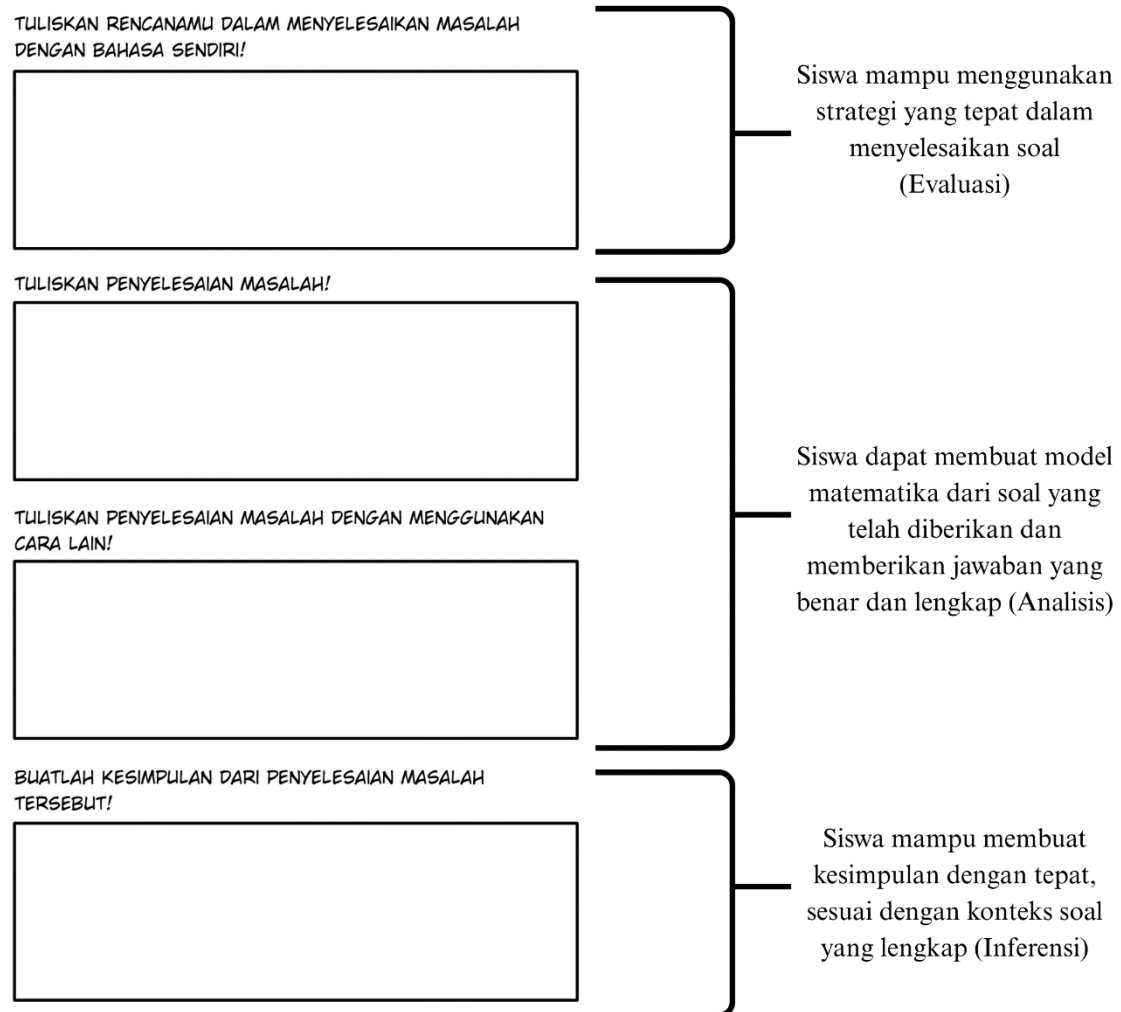 TULISKAN RENCANAMU DALAM MENYELESAIKAN MASALAH
DENGAN BAHASA SENDIRI!
Siswa mampu menggunakan
strategi yang tepat dalam
menyelesaikan soal
(Evaluasi)
TULISKAN PENYELESAIAN MASALAH!
TULISKAN PENYELESAIAN MASALAH DENGAN MENGGUNAKAN
CARA LAIN!
Siswa dapat membuat model
matematika dari soal yang
telah diberikan dan
memberikan jawaban yang
benar dan lengkap (Analisis)
BUATLAH KESIMPULAN DARI PENYELESAIAN MASALAH
TERSEBUT!
Siswa mampu membuat
kesimpulan dengan tepat,
sesuai dengan konteks soal
yang lengkap (Inferensi)